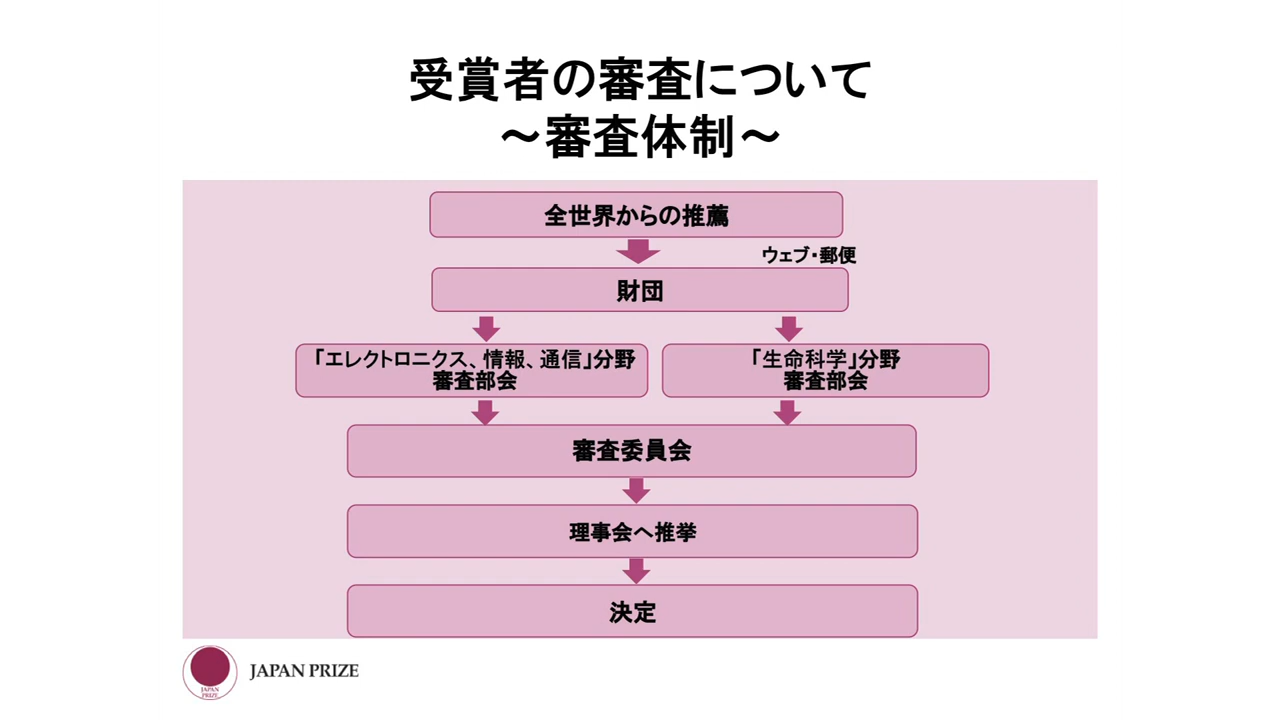 受賞者の審査について
～審査体制～
全世界からの推薦
ウェブ・郵便
財団
「エレクトロニクス、情報、通信」分野
審査部会
「生命科学」分野
審査部会
審査委員会
理事会へ推挙
決定
JAPAN
PRIZE
JAPAN PRIZE